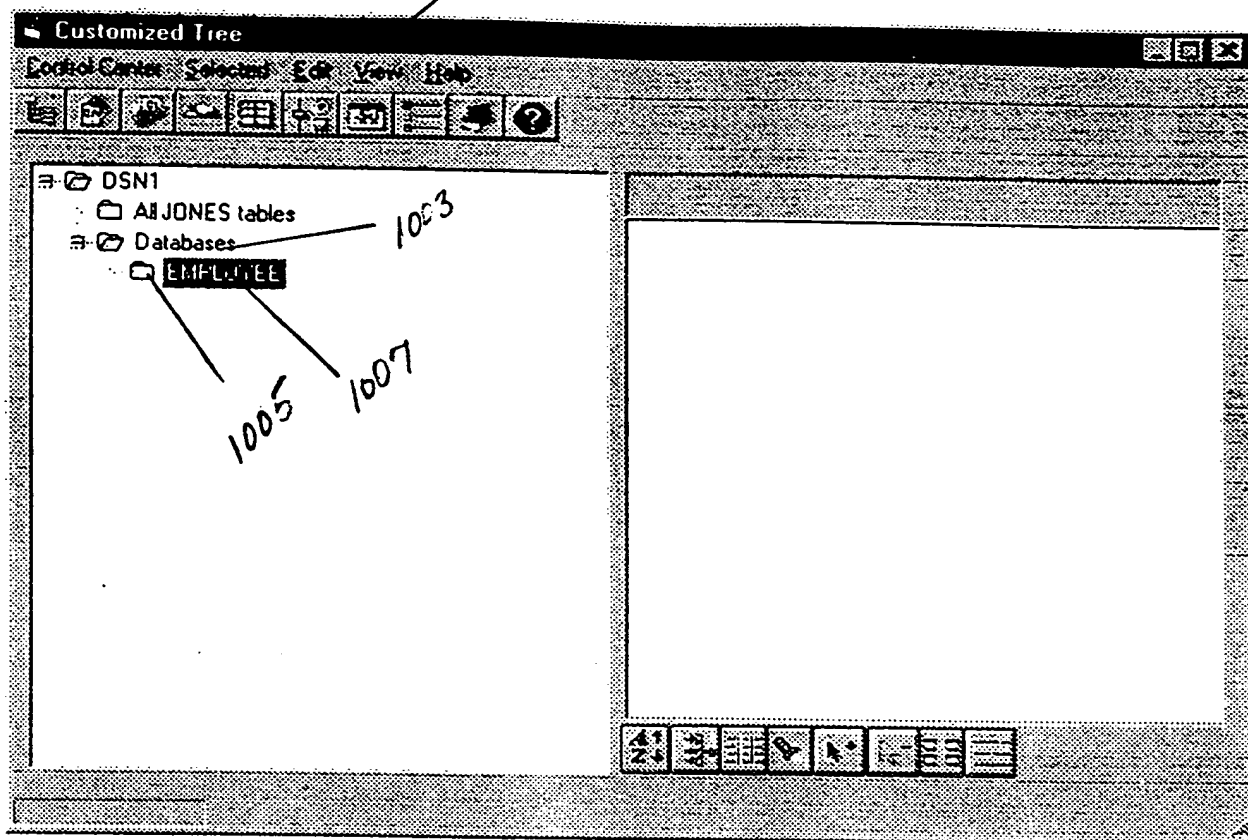 Customized Tree
Control Center Selected Edit View Help
DSN1
All JONES tables
Databases
1003
EMPLOYEE
1007
1005